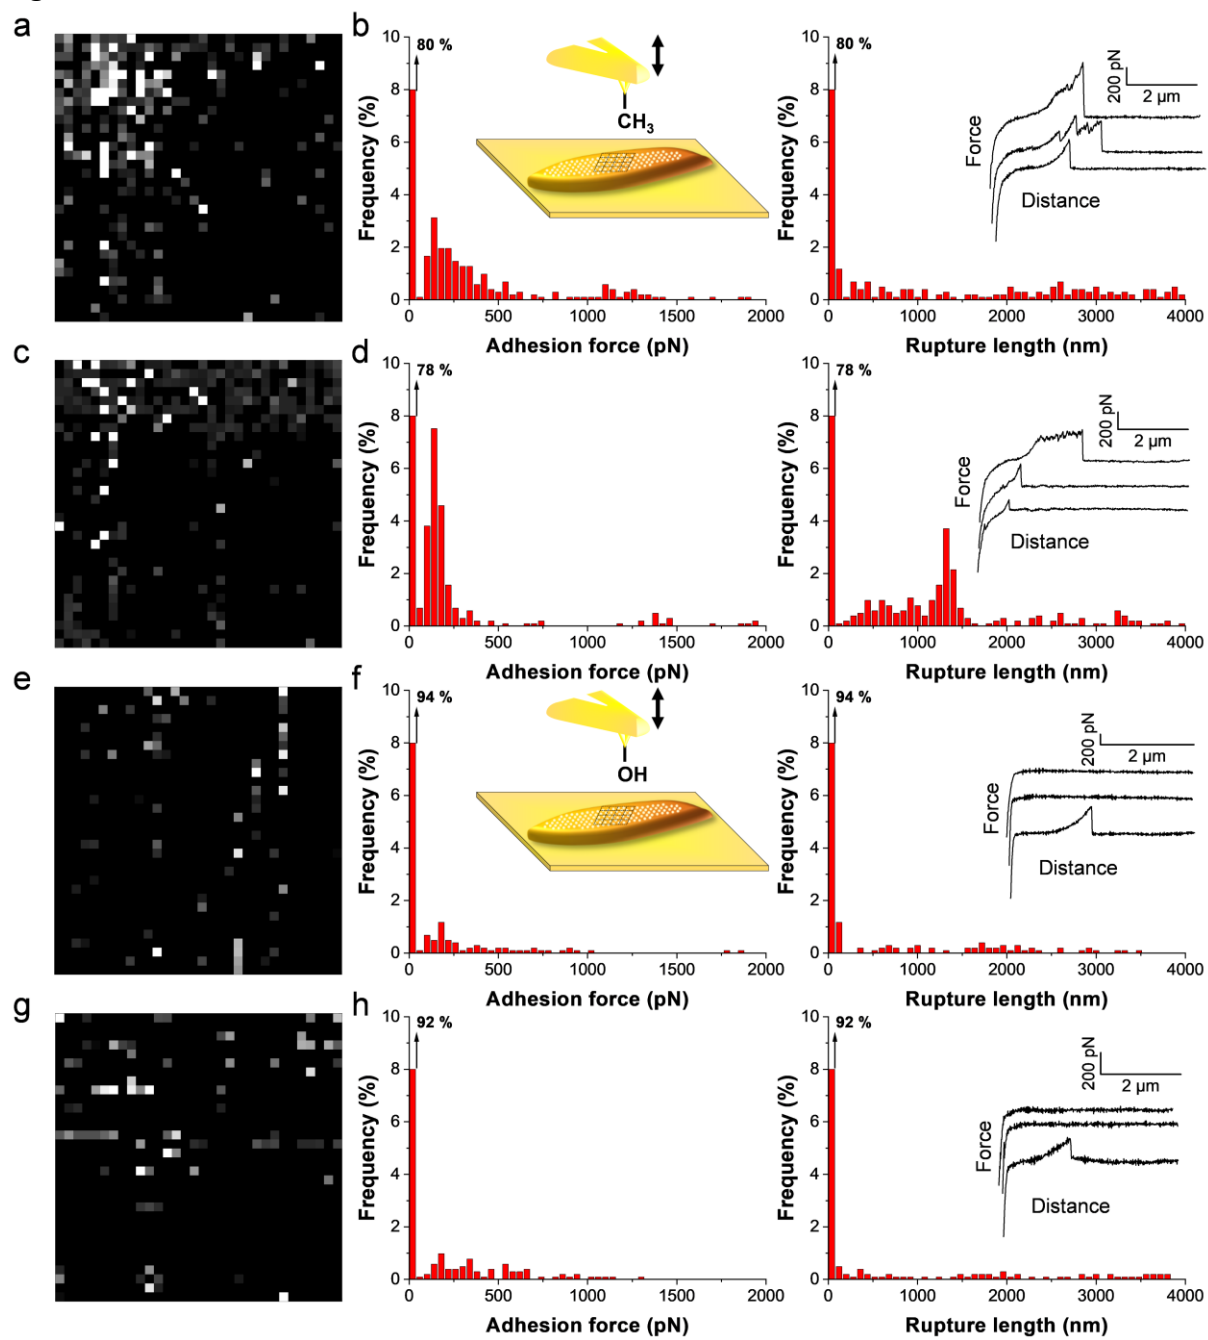 a
b
80 %
10
8
6
4
2
0
Frequency (%)
CH3
0
500
1000
1500
2000
Adhesion force (pN)
80 %
10
8
6
4
2
0
Frequency (%)
200 pN
2 µm
Force
Distance
0
1000
2000
3000
4000
Rupture length (nm)
c
d
78 %
10
8
6
4
2
0
Frequency (%)
0
500
1000
1500
2000
Adhesion force (pN)
78 %
10
8
6
4
2
0
Frequency (%)
200 pN
2 µm
Force
Distance
0
1000
2000
3000
4000
Rupture length (nm)
e
f
94 %
10
8
6
4
2
0
Frequency (%)
OH
0
500
1000
1500
2000
Adhesion force (pN)
94 %
10
8
6
4
2
0
Frequency (%)
200 pN
2 µm
Force
Distance
0
1000
2000
3000
4000
Rupture length (nm)
g
h
92 %
10
8
6
4
2
0
Frequency (%)
0
500
1000
1500
2000
Adhesion force (pN)
92 %
10
8
6
4
2
0
Frequency (%)
200 pN
2 µm
Force
Distance
0
1000
2000
3000
4000
Rupture length (nm)